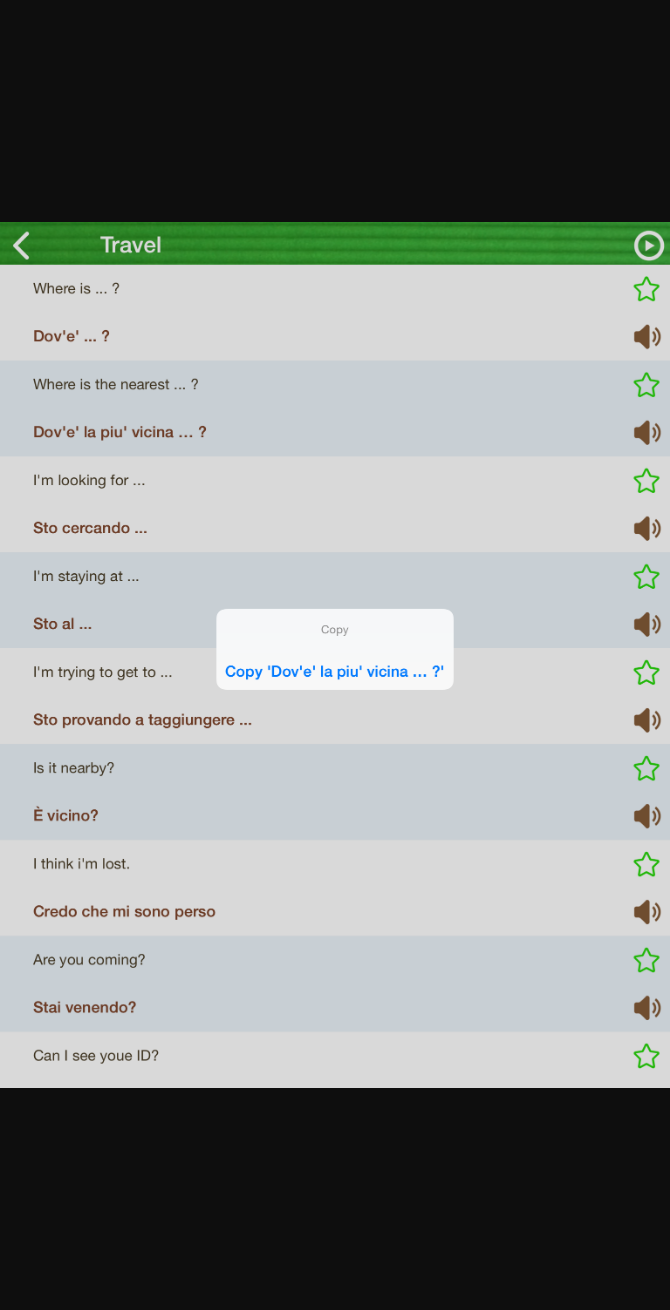 Travel
Where is ... ?
Dov'e' ... ?
Where is the nearest ... ?
Dov'e' la piu' vicina ... ?
I'm looking for ...
Sto cercando ...
I'm staying at ...
Sto al ...
Copy
Copy 'Dov'e' la piu' vicina ... ?'
I'm trying to get to ...
Sto provando a taggiungere ...
Is it nearby?
È vicino?
I think i'm lost.
Credo che mi sono perso
Are you coming?
Stai venendo?
Can I see youe ID?